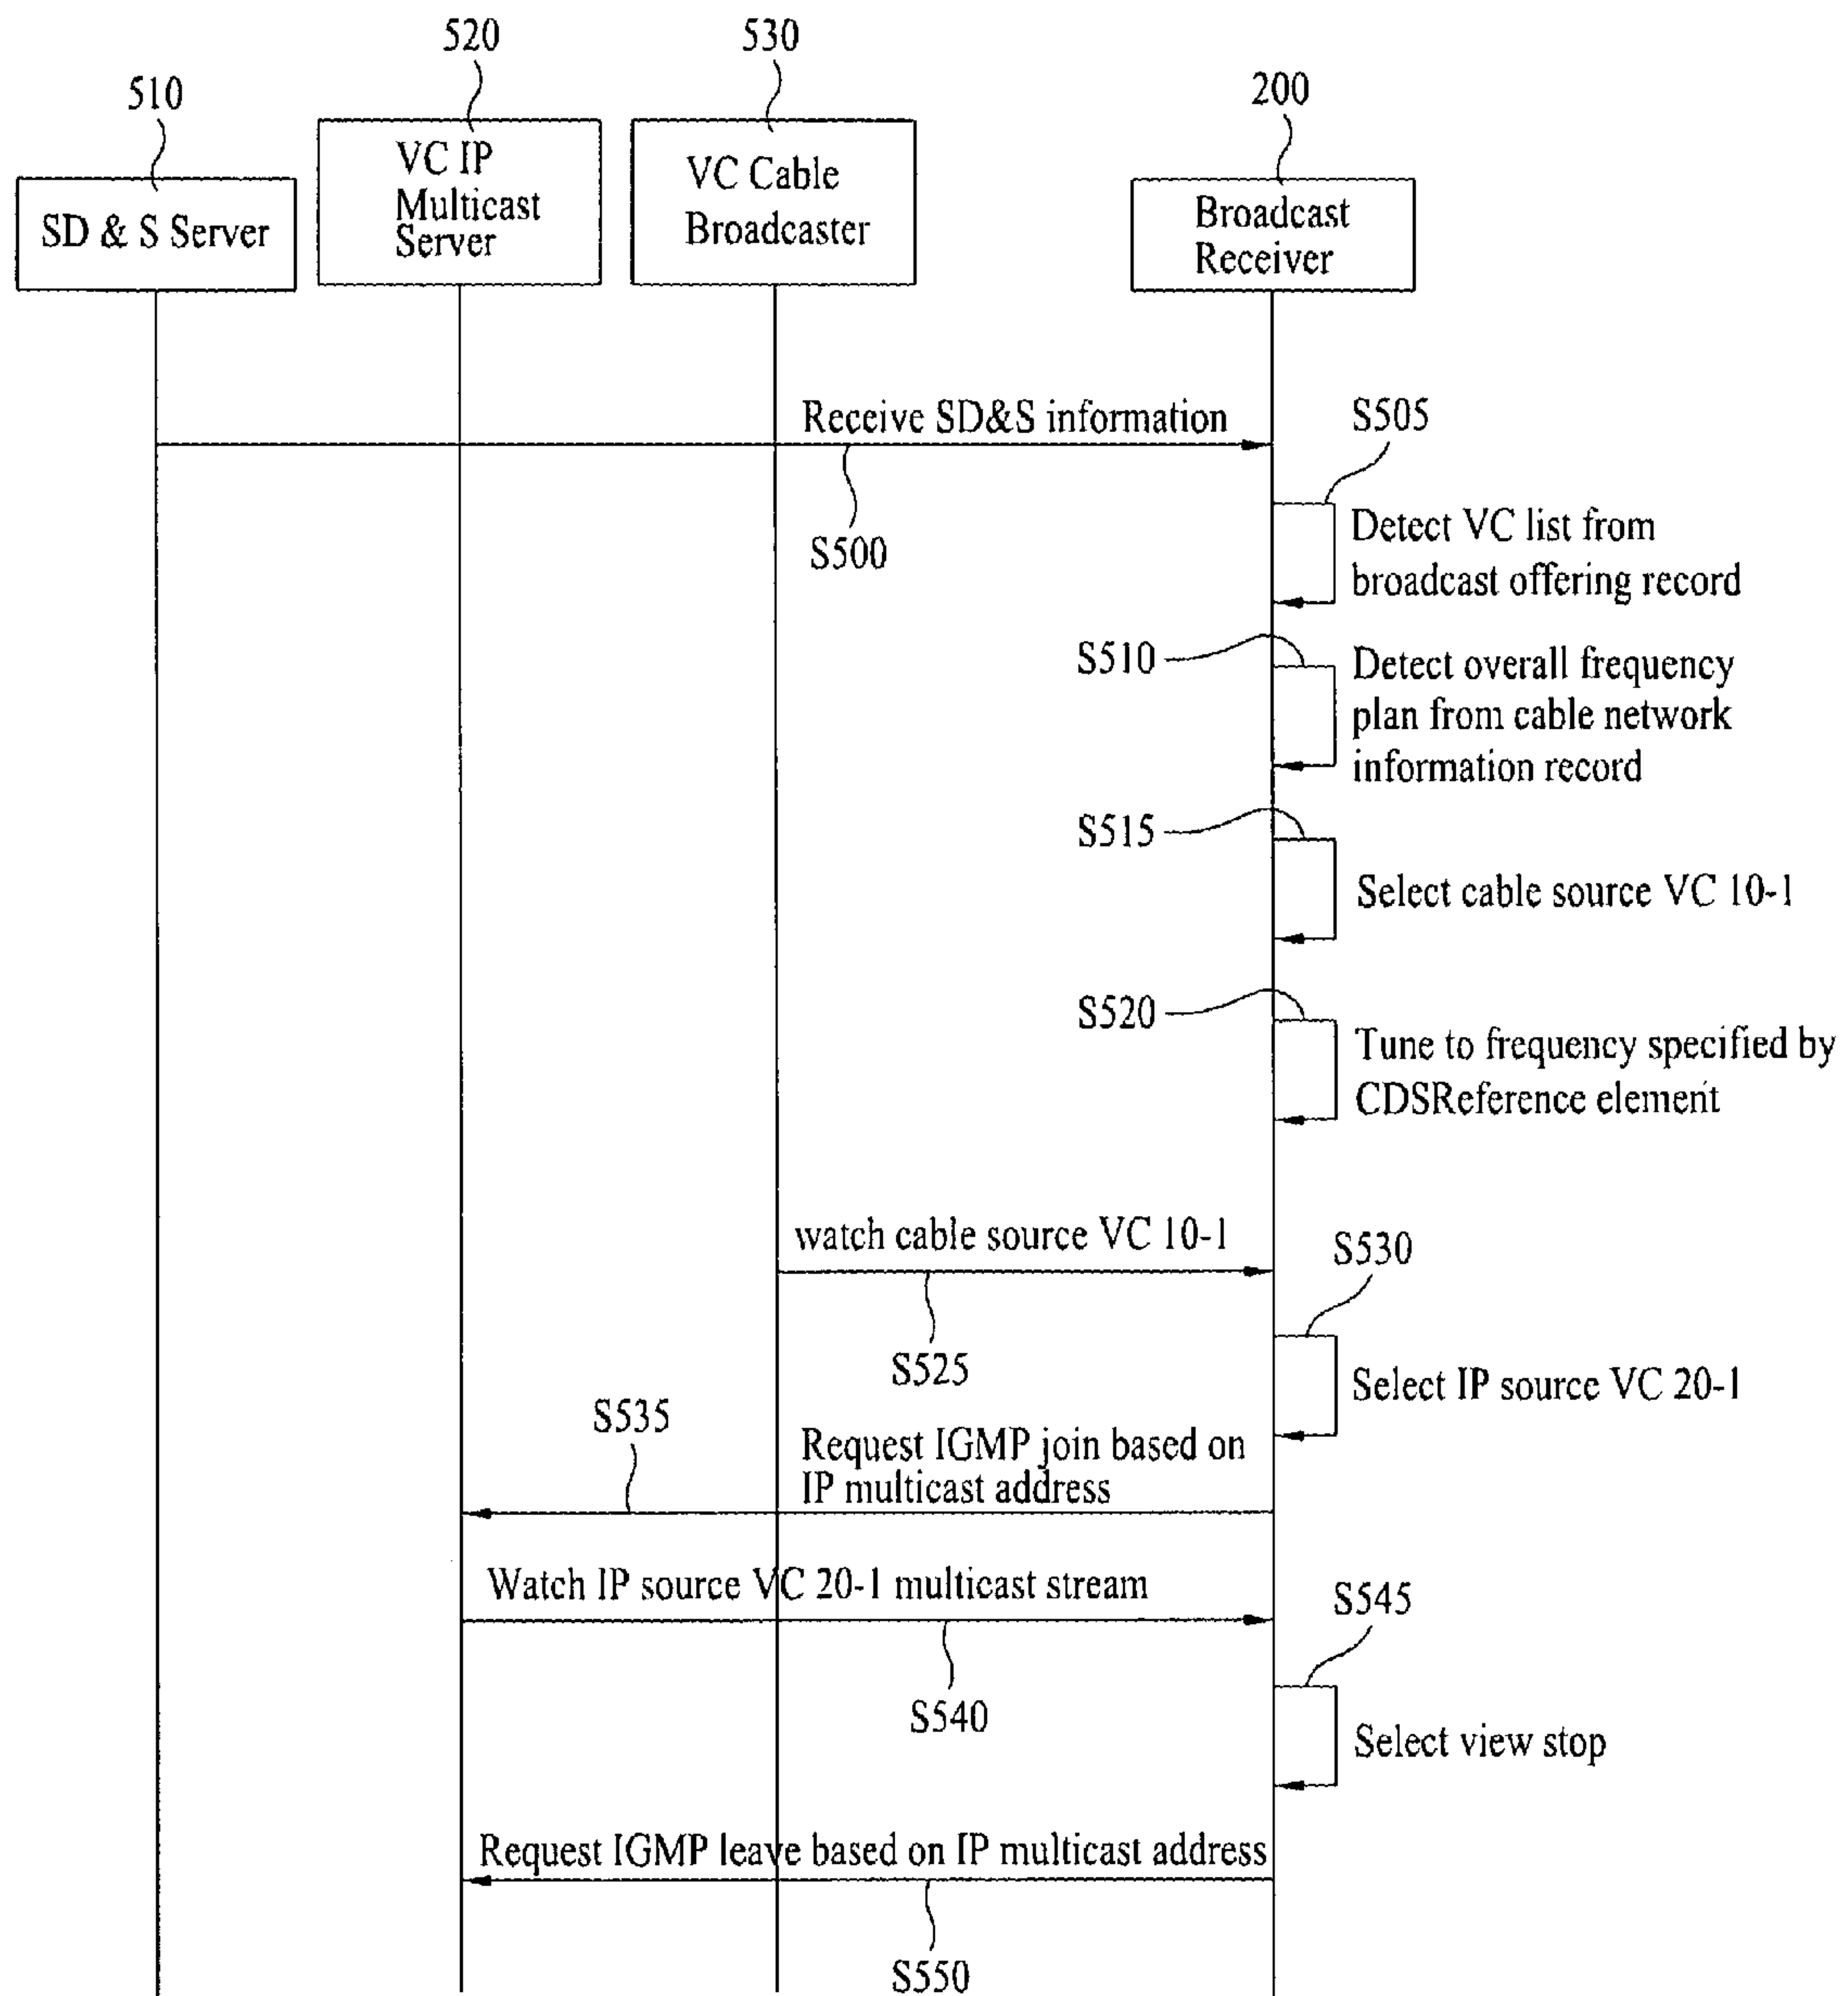 520
530
510
200
VC IP
Multicast
Server
VC Cable
Broadcaster
SD & S Server
Broadcast
Receiver
Receive SD&S information
S505
S500
Detect VC list from
broadcast offering record
S510
Detect overall frequency
plan from cable network
information record
S515
Select cable source VC 10-1
S520
Tune to frequency specified by
CDSReference element
watch cable source VC 10-1
S530
S525
Select IP source VC 20-1
S535
Request IGMP join based on
IP multicast address
Watch IP source VC 20-1 multicast stream
S545
S540
Select view stop
Request IGMP leave based on IP multicast address
S550